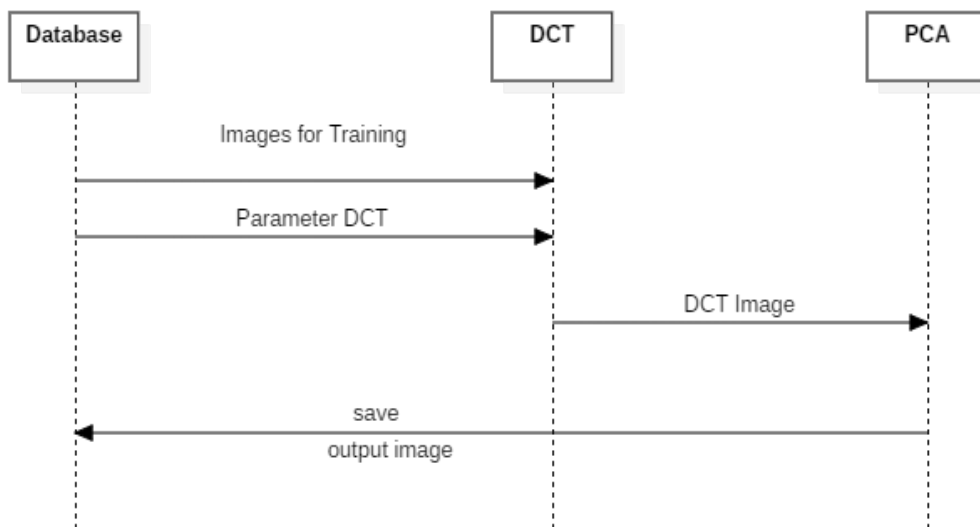 Database
DCT
PCA
Images for Training
Parameter DCT
DCT Image
save
output image